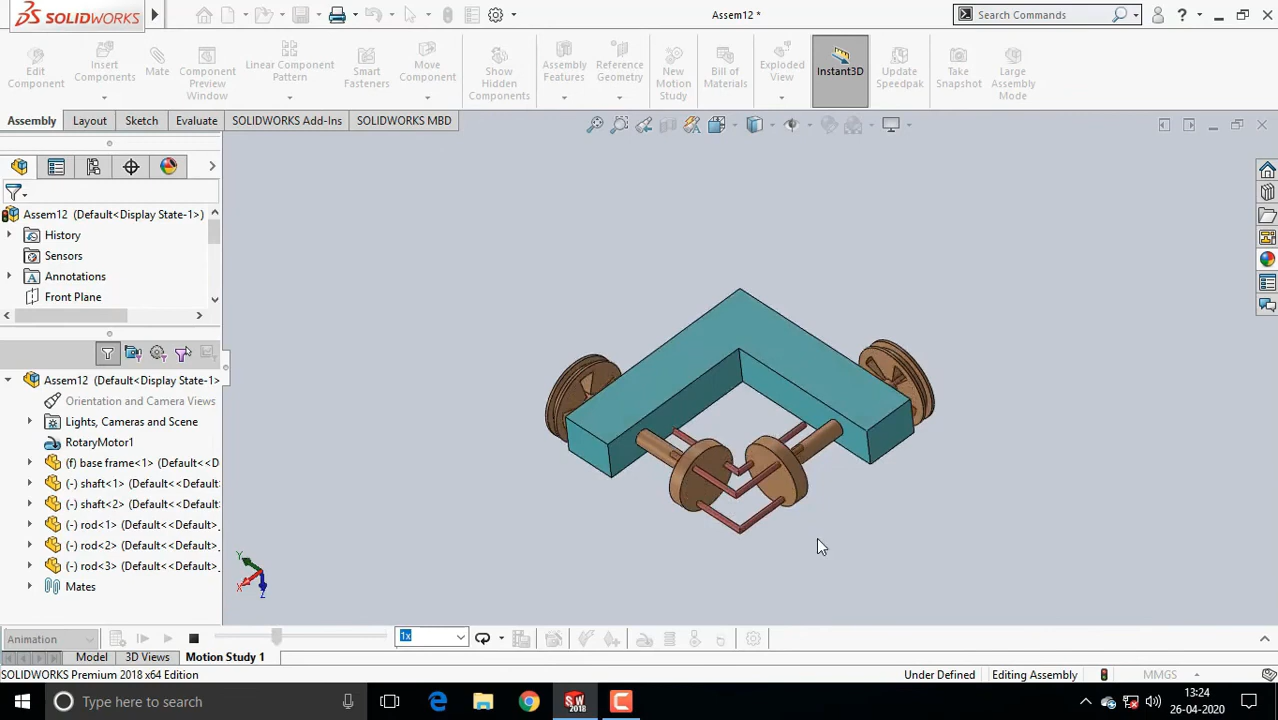 SOLIDWORKS
Assem12 *
Search Commands
?
Edit Component
Insert Components
Mate
Component Preview Window
Linear Component Pattern
Smart Fasteners
Move Component
Show Hidden Components
Assembly Features
Reference Geometry
New Motion Study
Bill of Materials
Exploded View
Instant3D
Update Speedpak
Take Snapshot
Large Assembly Mode
Assembly
Layout
Sketch
Evaluate
SOLIDWORKS Add-Ins
SOLIDWORKS MBD
Assem12 (Default<Display State-1>)
History
Sensors
Annotations
Front Plane
Assem12 (Default<Display State-1>
Orientation and Camera Views
Lights, Cameras and Scene
RotaryMotor1
(f) base frame<1> (Default<<D
(-) shaft<1> (Default<<Default
(-) shaft<2> (Default<<Default
(-) rod<1> (Default<<Default>_
(-) rod<2> (Default<<Default>_
(-) rod<3> (Default<<Default>_
Mates
Y
X
Z
Animation
1x
Model
3D Views
Motion Study 1
SOLIDWORKS Premium 2018 x64 Edition
Under Defined
Editing Assembly
MMGS
Type here to search
SW
2018
13:24
26-04-2020